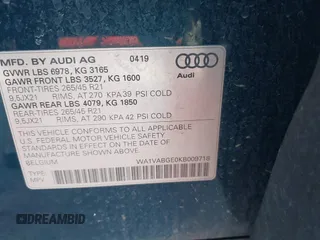 MFD. BY AUDI AG 0419
GVWR LBS 6978, KG 3165
GAWR FRONT LBS 3527, KG 1600
FRONT-TIRES 265/45 R21
9,5JX21 RIMS, AT 270 KPA/39 PSI COLD
GAWR REAR LBS 4079, KG 1850
REAR-TIRES 265/45 R21
9,5JX21 RIMS, AT 290 KPA/42 PSI COLD
Audi
THIS VEHICLE CONFORMS TO ALL APPLICABLE
U.S. FEDERAL MOTOR VEHICLE SAFETY
STANDARDS IN EFFECT ON THE DATE OF
MANUFACTURE SHOWN ABOVE.
BELGIUM
WA1VABGE0KB009716
TYPE:
MPV
DREAMBID